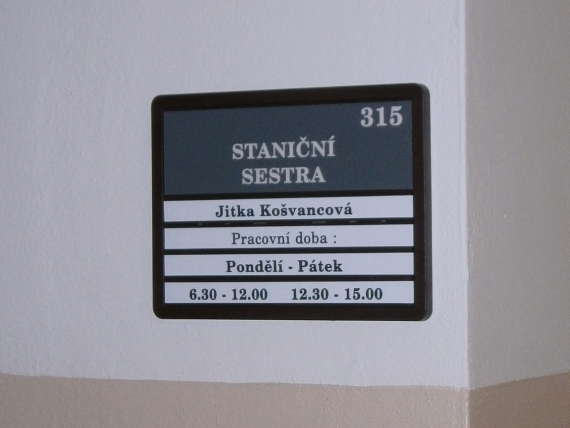 315
STANIČNÍ
SESTRA
Jitka Košvancová
Pracovní doba :
Pondělí - Pátek
6.30 - 12.00 12.30 - 15.00